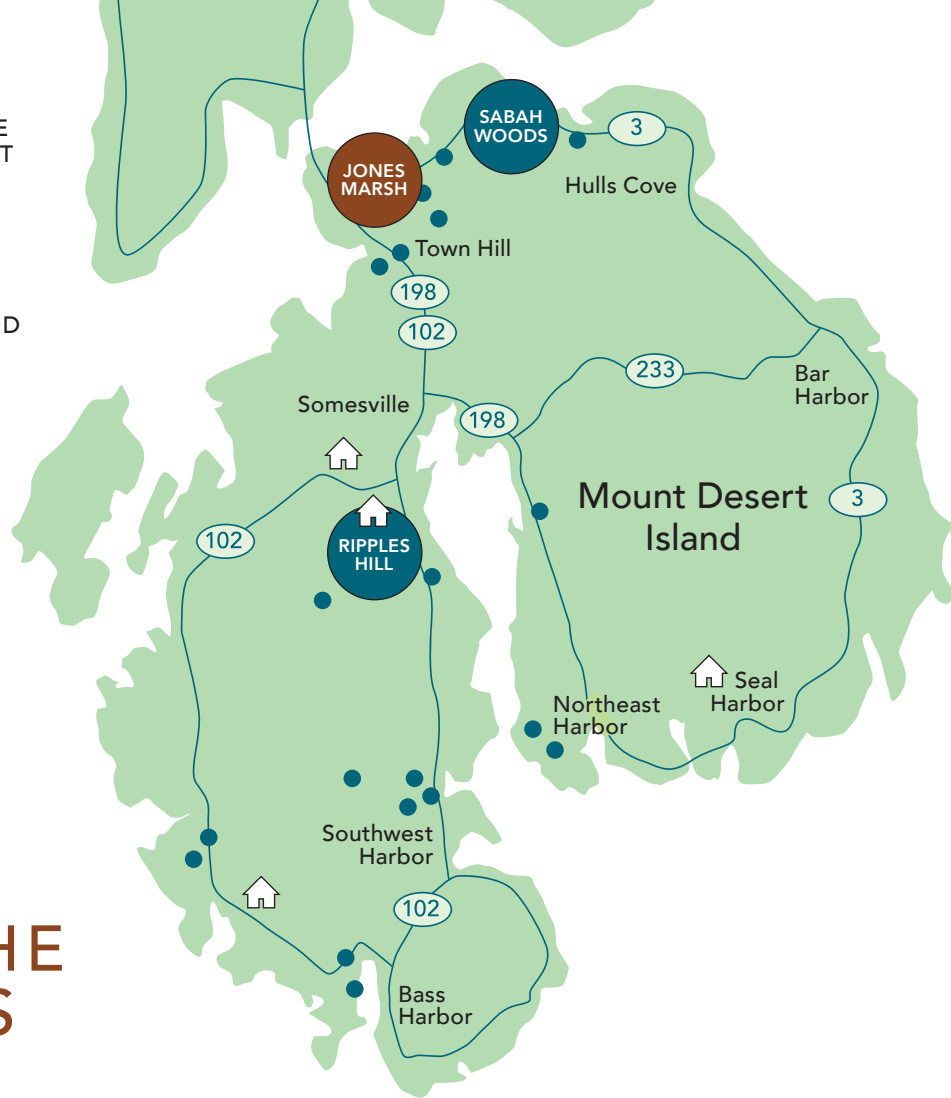 E
T
SABAH
WOODS
3
JONES
MARSH
Hulls Cove
Town Hill
198
D
102
233
Bar
Harbor
Somesville
198
Mount Desert
Island
3
102
RIPPLES
HILL
Seal
Harbor
Northeast
Harbor
Southwest
Harbor
102
HE
S
Bass
Harbor